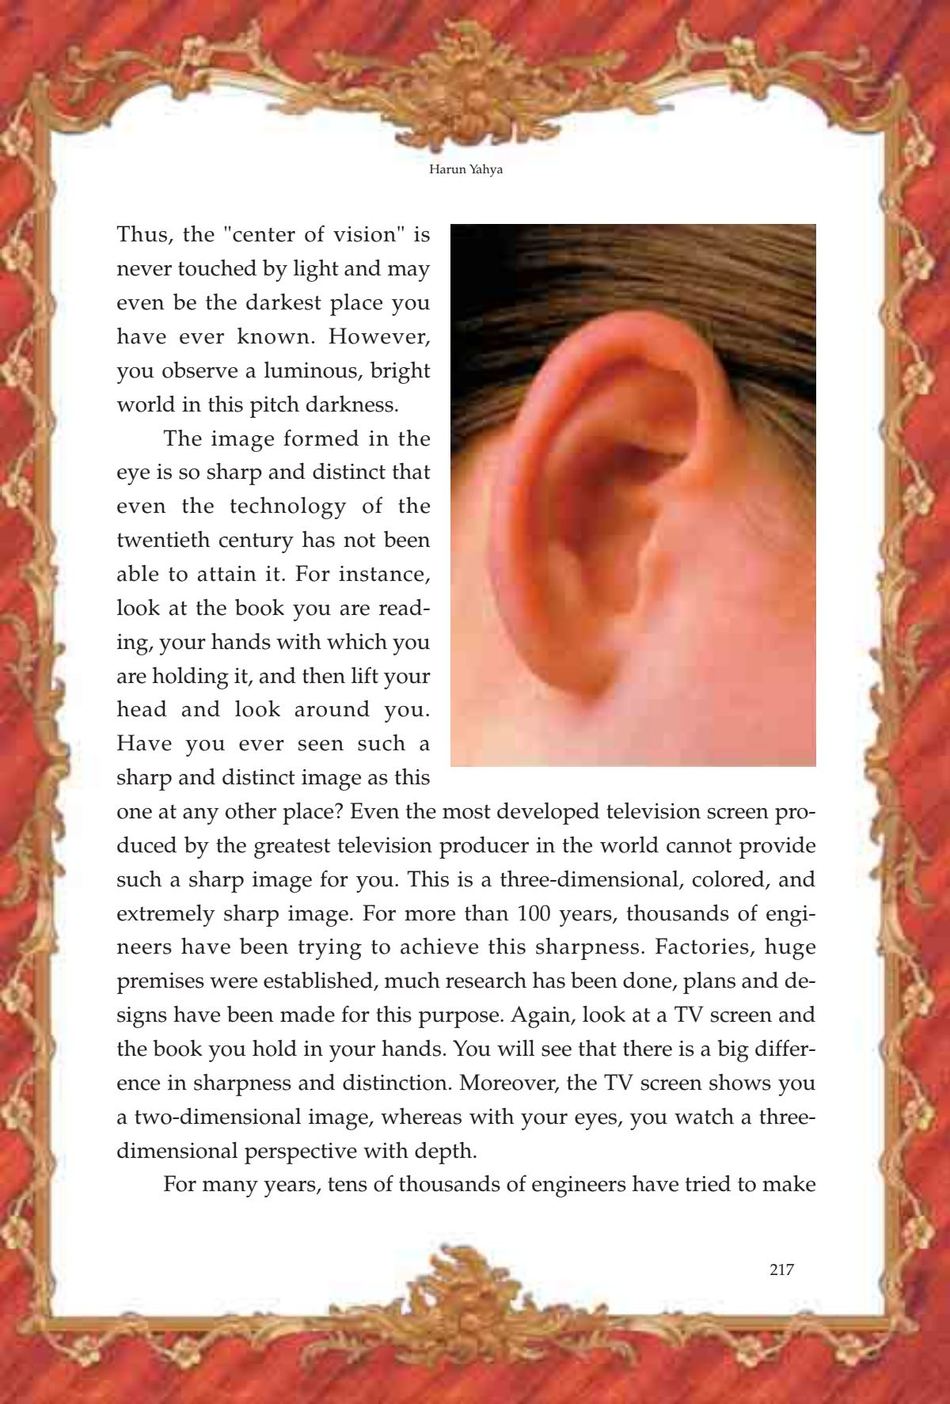 Harun Yahya
Thus, the "center of vision" is
never touched by light and may
even be the darkest place you
have ever known. However,
you observe a luminous, bright
world in this pitch darkness.
The image formed in the
eye is so sharp and distinct that
even the technology of the
twentieth century has not been
able to attain it. For instance,
look at the book you are read-
ing, your hands with which you
are holding it, and then lift your
head and look around you.
Have you ever seen such a
sharp and distinct image as this
one at any other place? Even the most developed television screen pro-
duced by the greatest television producer in the world cannot provide
such a sharp image for you. This is a three-dimensional, colored, and
extremely sharp image. For more than 100 years, thousands of engi-
neers have been trying to achieve this sharpness. Factories, huge
premises were established, much research has been done, plans and de-
signs have been made for this purpose. Again, look at a TV screen and
the book you hold in your hands. You will see that there is a big differ-
ence in sharpness and distinction. Moreover, the TV screen shows you
a two-dimensional image, whereas with your eyes, you watch a three-
dimensional perspective with depth.
For many years, tens of thousands of engineers have tried to make
217